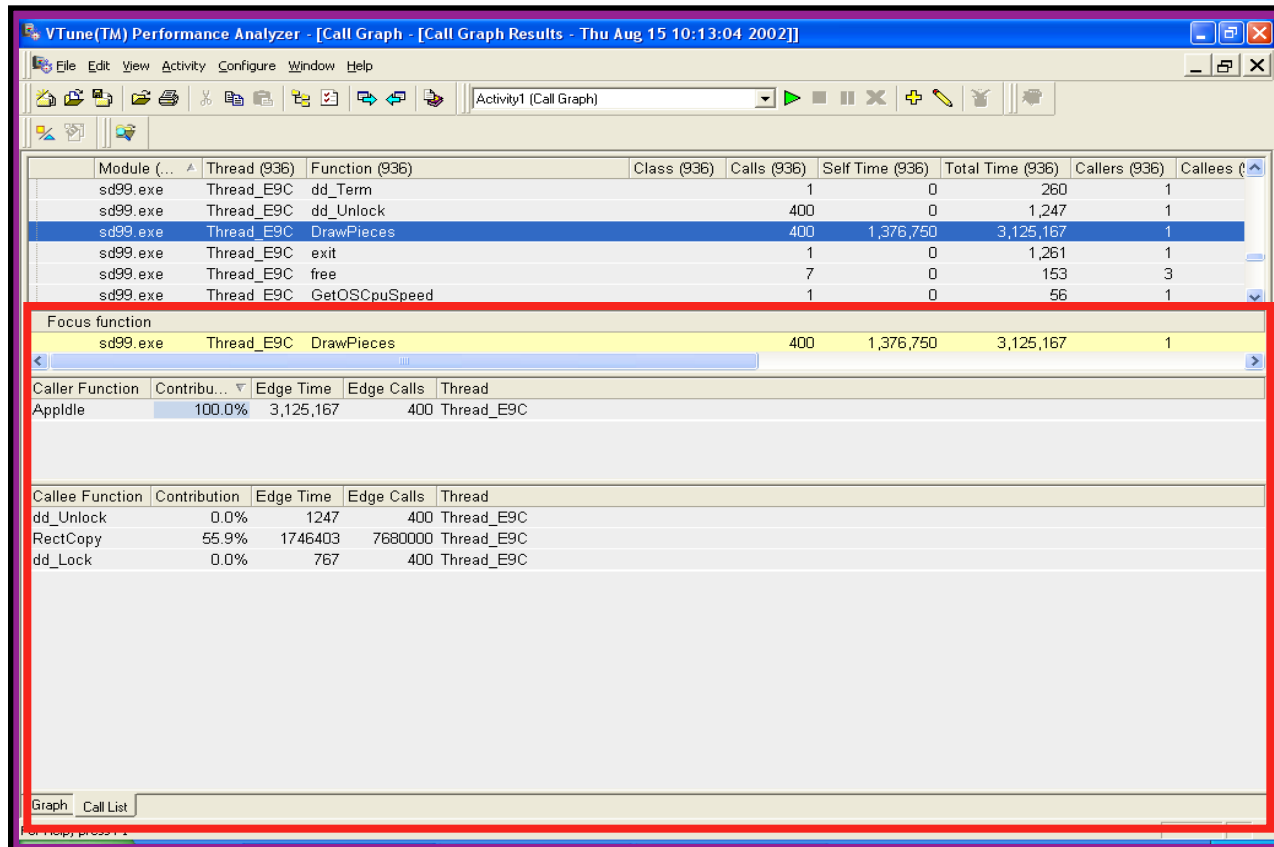 VTune(TM) Performance Analyzer - [Call Graph - [Call Graph Results - Thu Aug 15 10:13:04 2002]]
File Edit View Activity Configure Window Help
Activity1 (Call Graph)
Module (... Thread (936) Function (936) Class (936) Calls (936) Self Time (936) Total Time (936) Callers (936) Callees (
sd99.exe Thread_E9C dd_Term 1 0 260 1
sd99.exe Thread_E9C dd_Unlock 400 0 1,247 1
sd99.exe Thread_E9C DrawPieces 400 1,376,750 3,125,167 1
sd99.exe Thread_E9C exit 1 0 1,261 1
sd99.exe Thread_E9C free 7 0 153 3
sd99.exe Thread_E9C GetOSCpuSpeed 1 0 56 1
Focus function
sd99.exe Thread_E9C DrawPieces 400 1,376,750 3,125,167 1
Caller Function Contribu... Edge Time Edge Calls Thread
AppIdle 100.0% 3,125,167 400 Thread_E9C
Callee Function Contribution Edge Time Edge Calls Thread
dd_Unlock 0.0% 1247 400 Thread_E9C
RectCopy 55.9% 1746403 7680000 Thread_E9C
dd_Lock 0.0% 767 400 Thread_E9C
Graph Call List